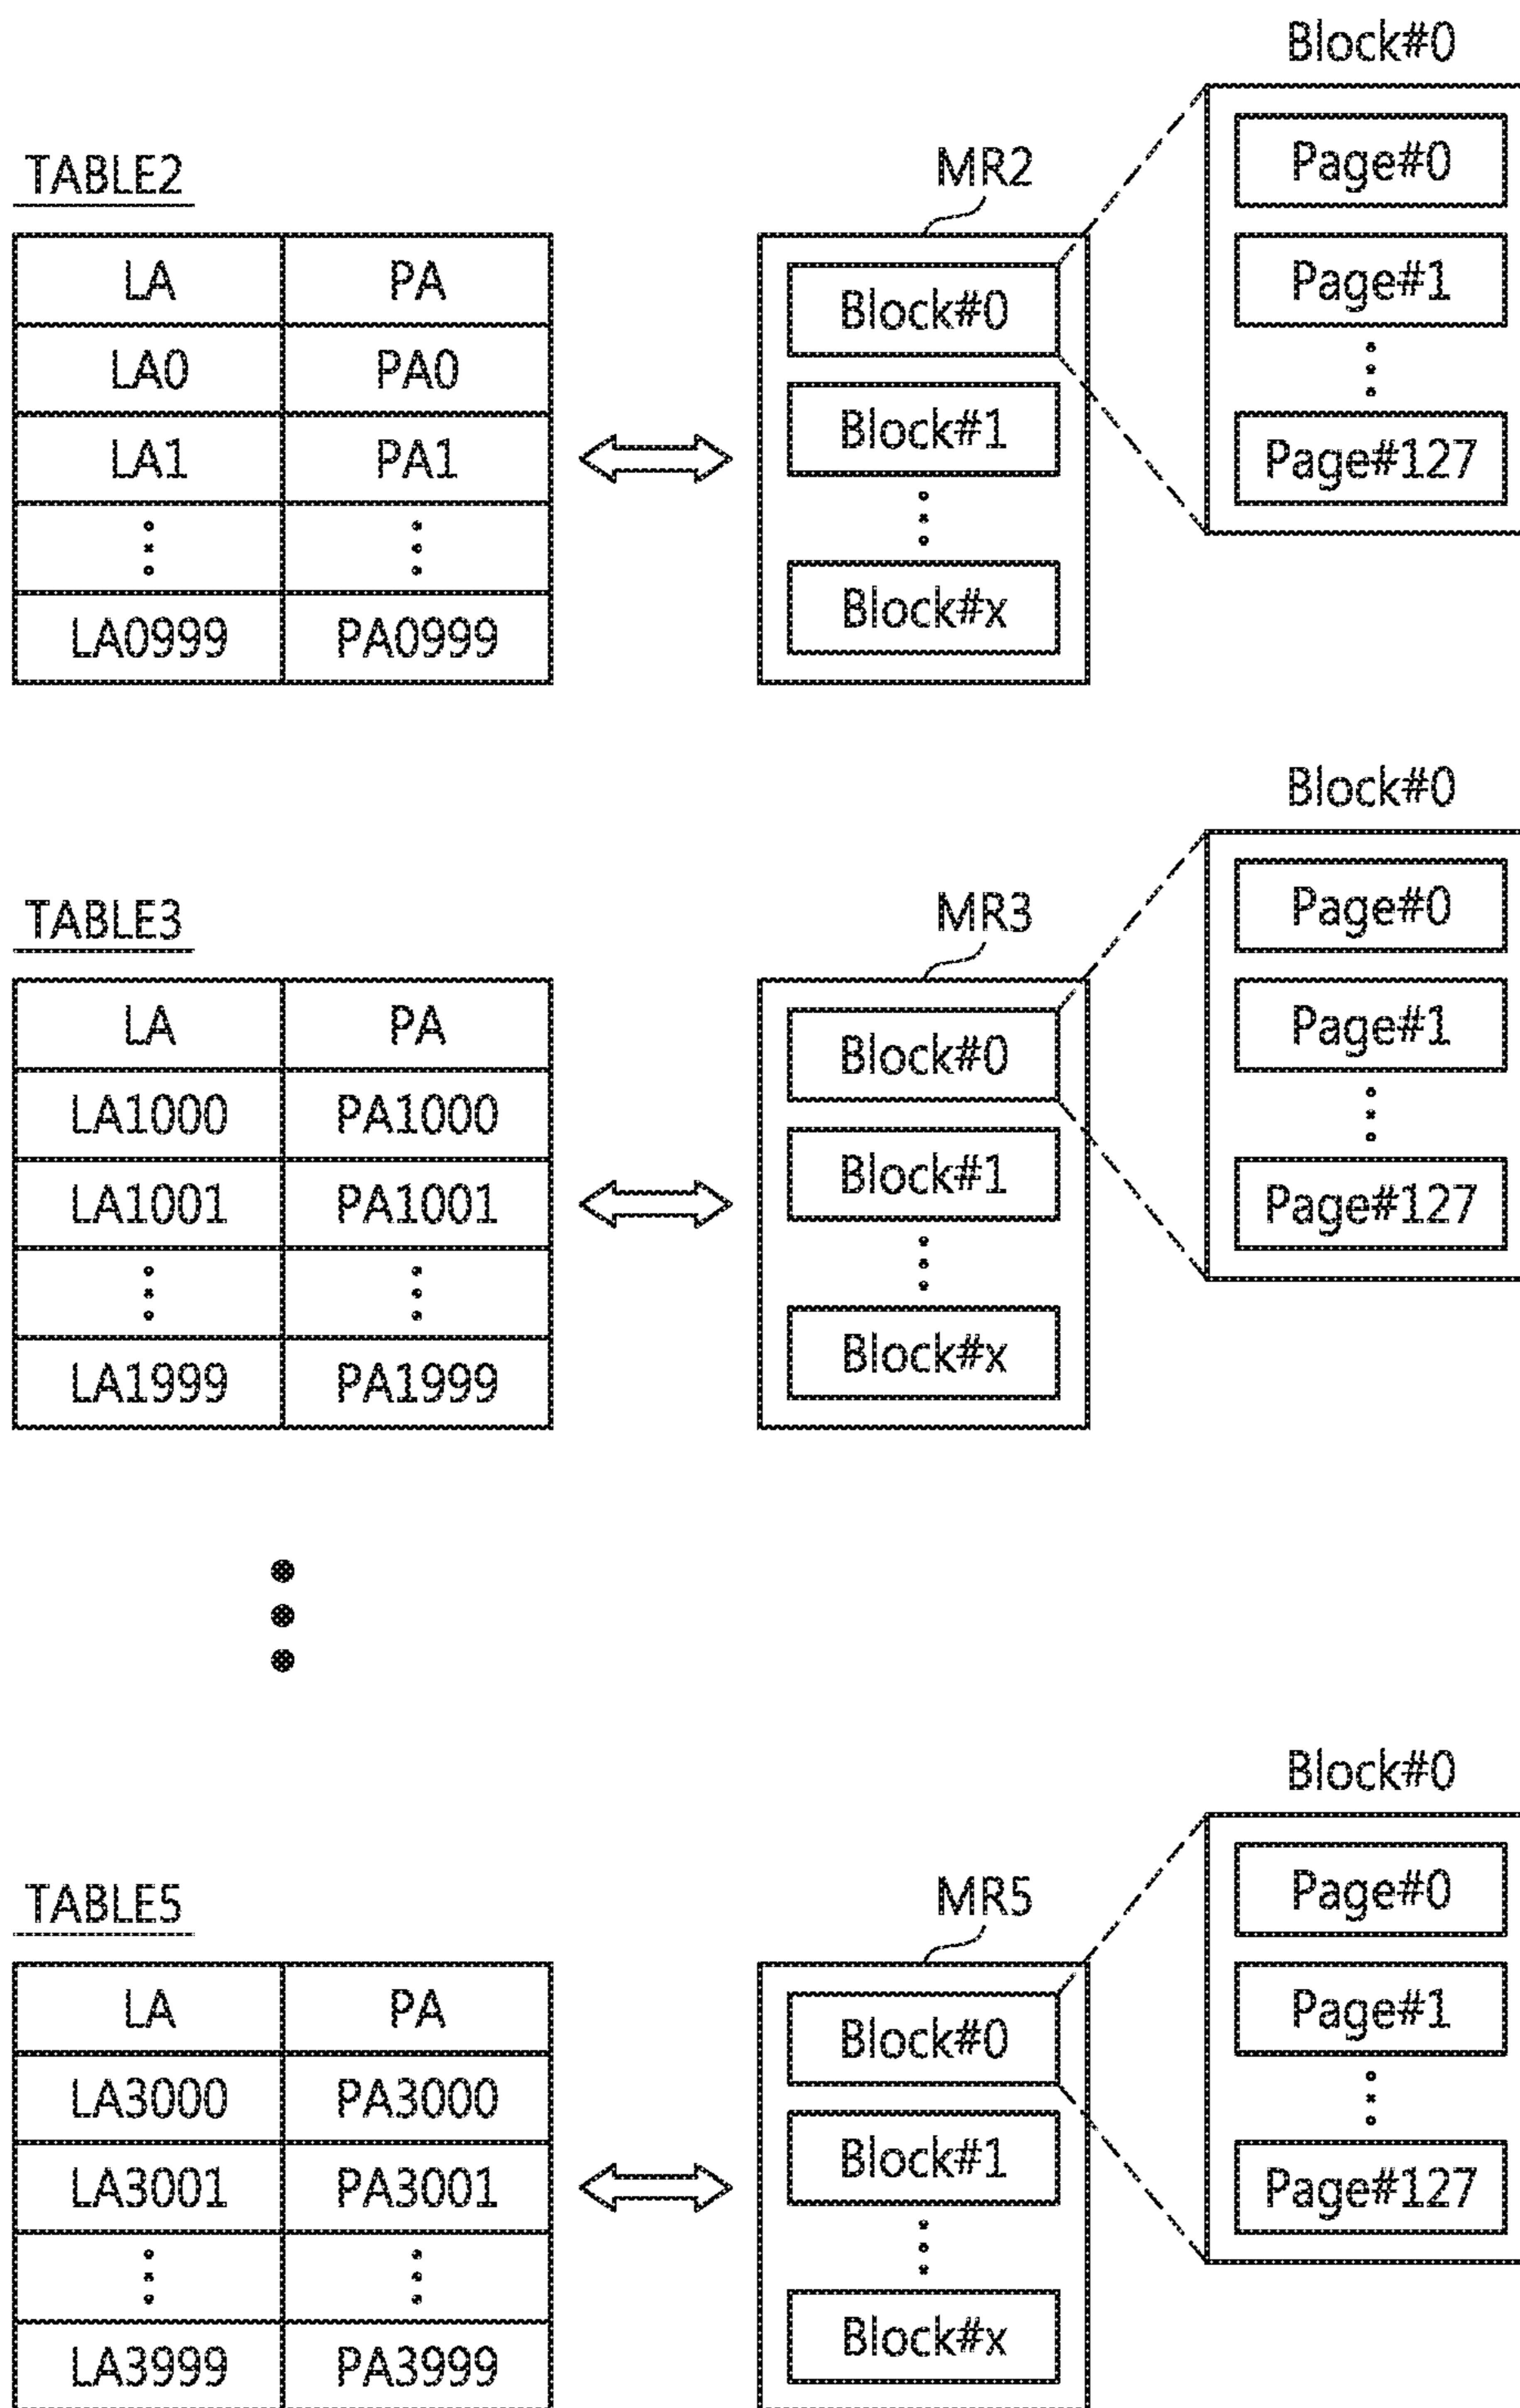 Block#0
Page#0
Page#1
Page#127
TABLE2
LA PA
LA0 PA0
LA1 PA1
LA0999 PA0999
MR2
Block#0
Block#1
Block#x
Block#0
Page#0
Page#1
Page#127
TABLE3
LA PA
LA1000 PA1000
LA1001 PA1001
LA1999 PA1999
MR3
Block#0
Block#1
Block#x
Block#0
Page#0
Page#1
Page#127
TABLE5
LA PA
LA3000 PA3000
LA3001 PA3001
LA3999 PA3999
MR5
Block#0
Block#1
Block#x